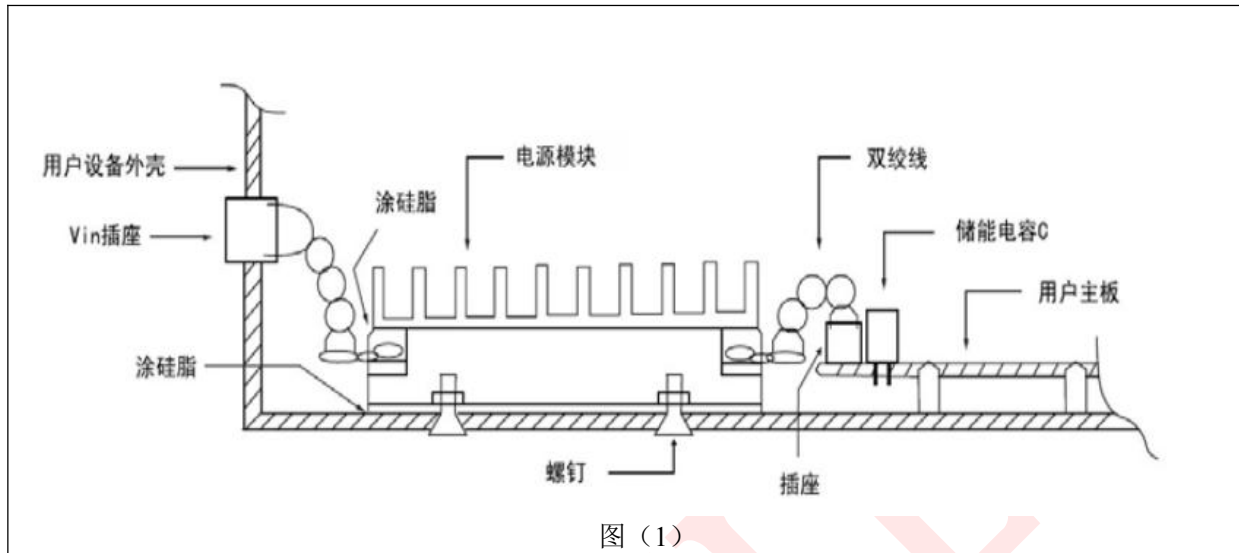 电源模块
双绞线
用户设备外壳
涂硅脂
Vin插座
储能电容C
用户主板
涂硅脂
螺钉
插座
图（1）